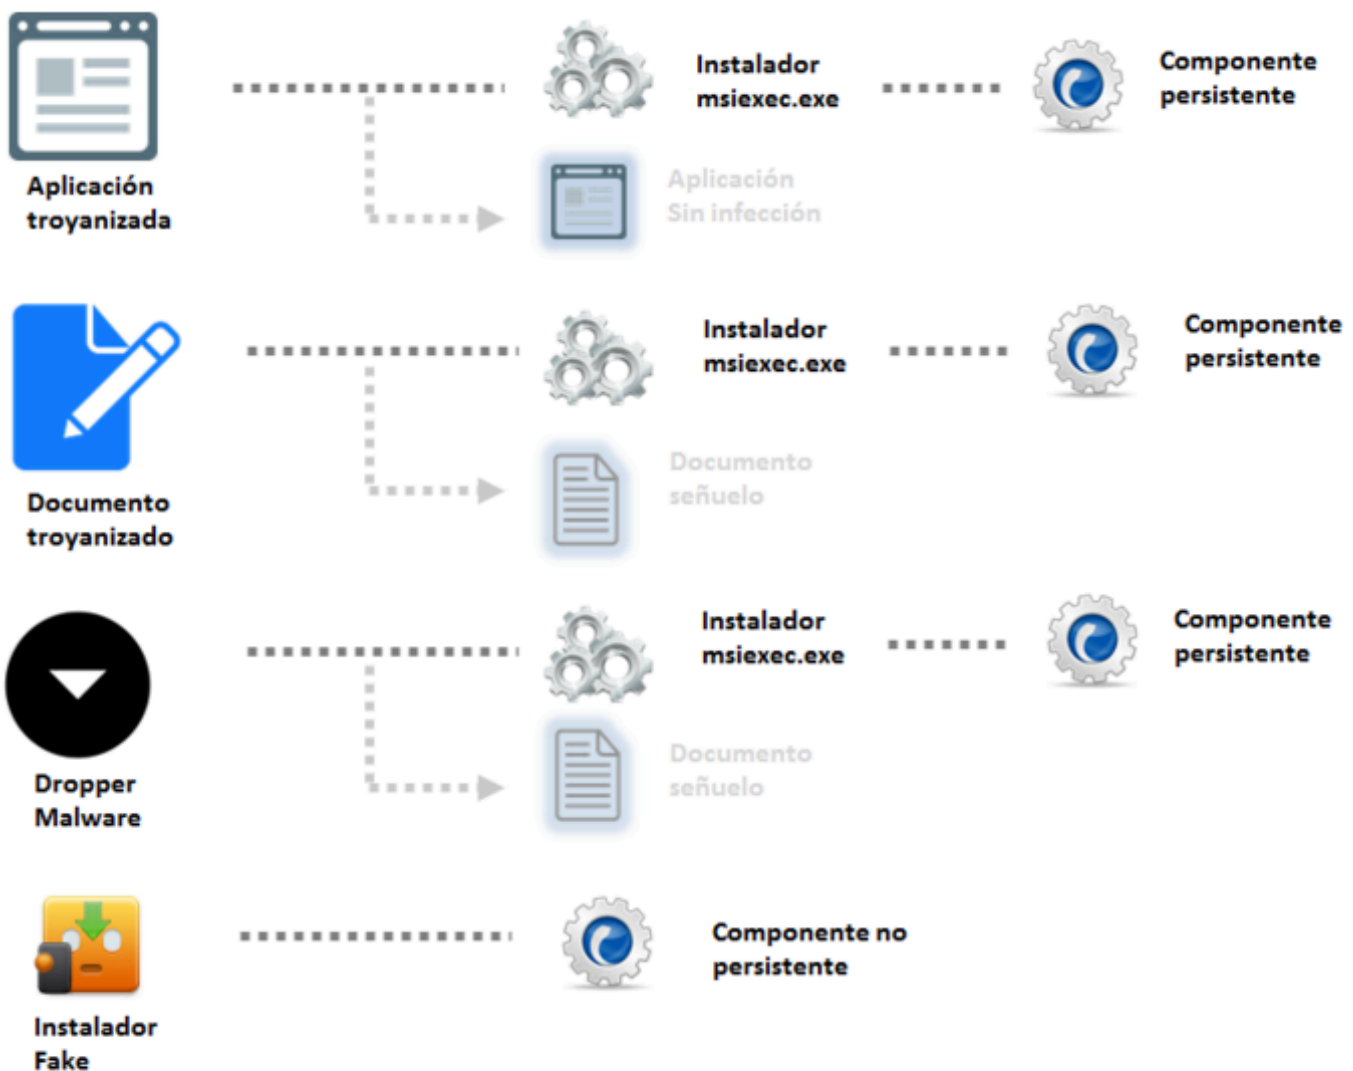 Aplicación
troyanizada
Instalador
msiexec.exe
Componente
persistente
Aplicación
Sin infección
Documento
troyanizado
Instalador
msiexec.exe
Componente
persistente
Documento
señuelo
Dropper
Malware
Instalador
msiexec.exe
Componente
persistente
Documento
señuelo
Instalador
Fake
Componente no
persistente